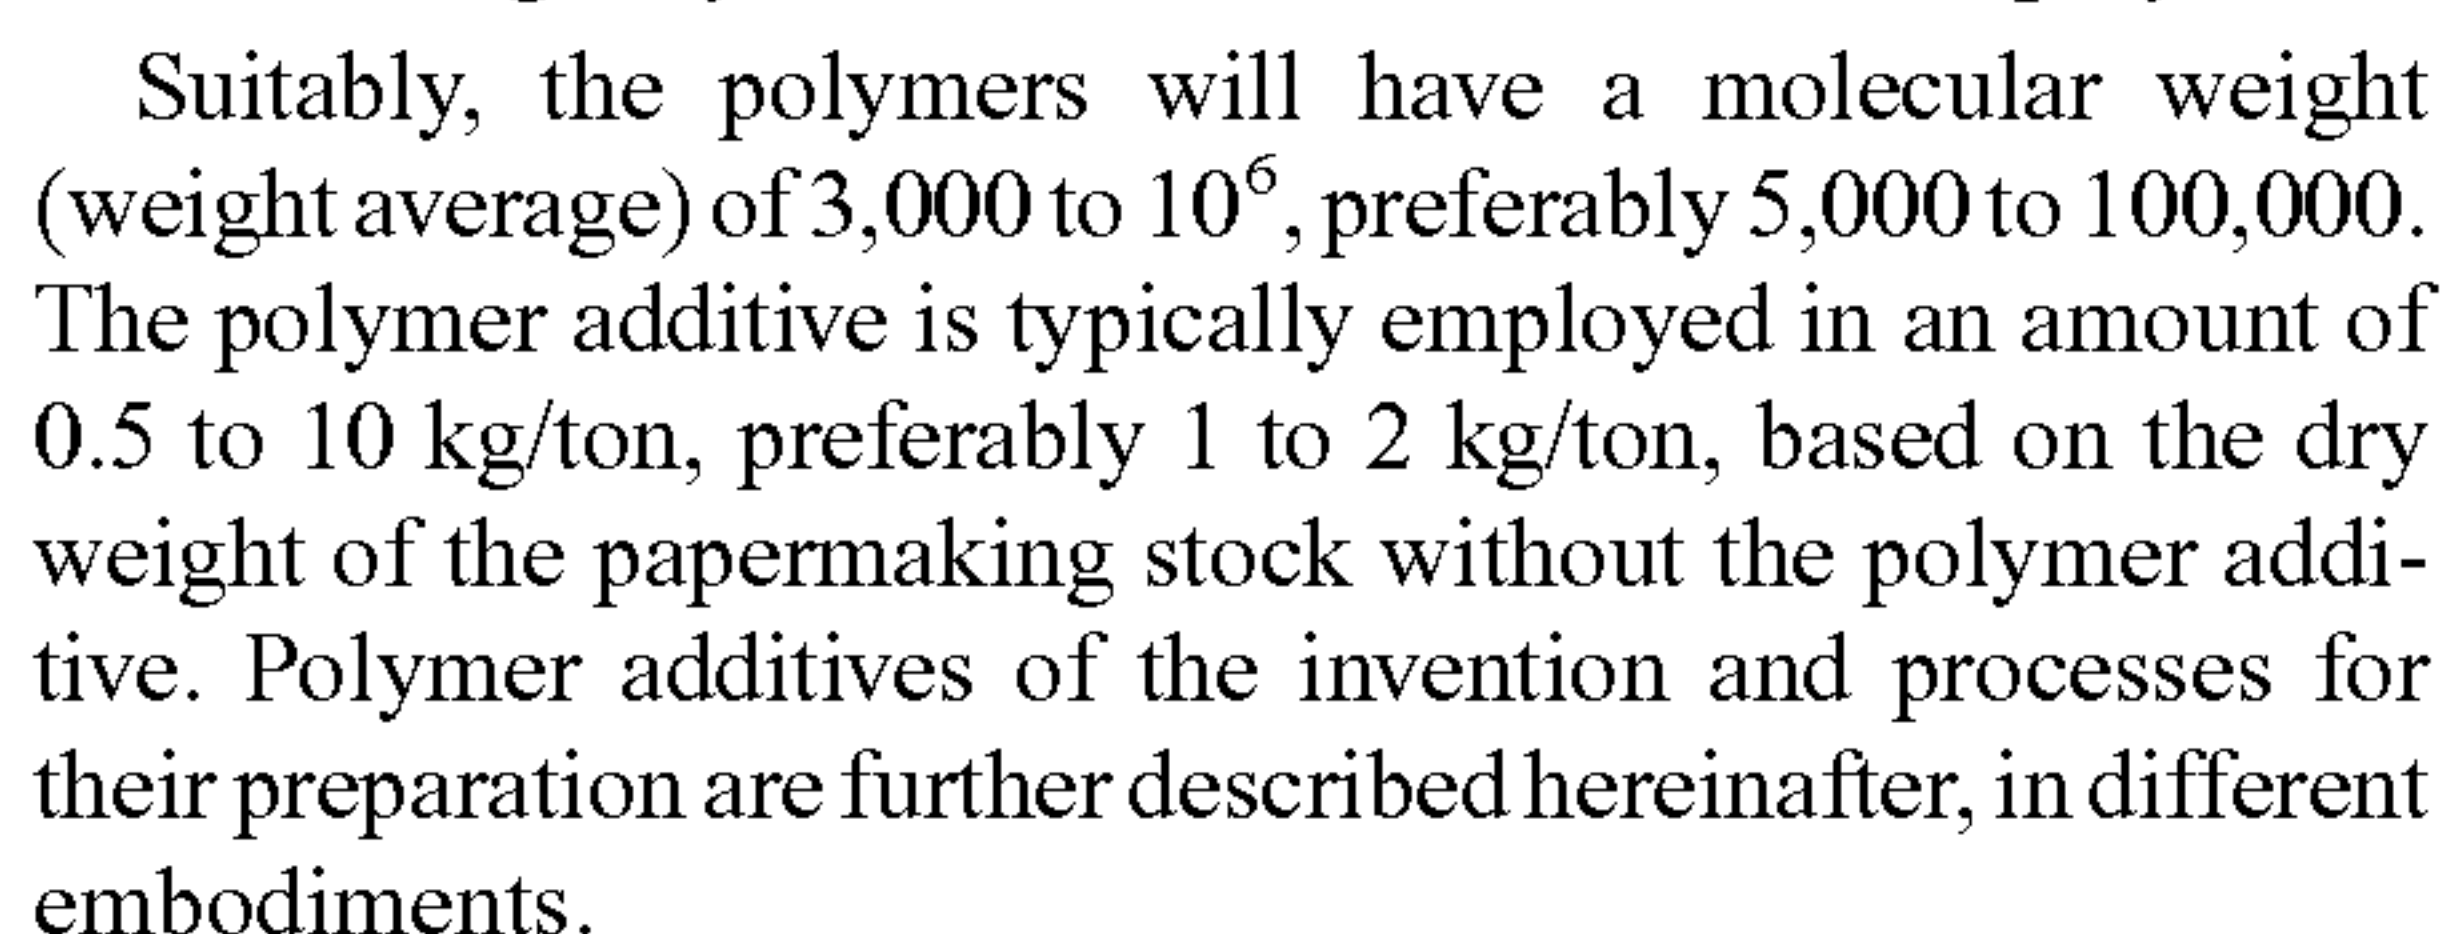 Suitably, the polymers will have a molecular weight
(weight average) of 3,000 to 10⁶, preferably 5,000 to 100,000.
The polymer additive is typically employed in an amount of
0.5 to 10 kg/ton, preferably 1 to 2 kg/ton, based on the dry
weight of the papermaking stock without the polymer addi-
tive. Polymer additives of the invention and processes for
their preparation are further described hereinafter, in different
embodiments.